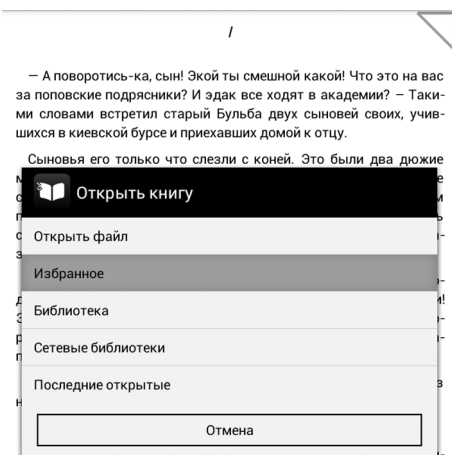 I
— А поворотись-ка, сын! Экой ты смешной какой! Что это на вас
за поповские подрясники? И эдак все ходят в академии? – Таки-
ми словами встретил старый Бульба двух сыновей своих, учив-
шихся в киевской бурсе и приехавших домой к отцу.
Сыновья его только что слезли с коней. Это были два дюжие
Открыть книгу
Открыть файл
Избранное
Библиотека
Сетевые библиотеки
Последние открытые
Отмена